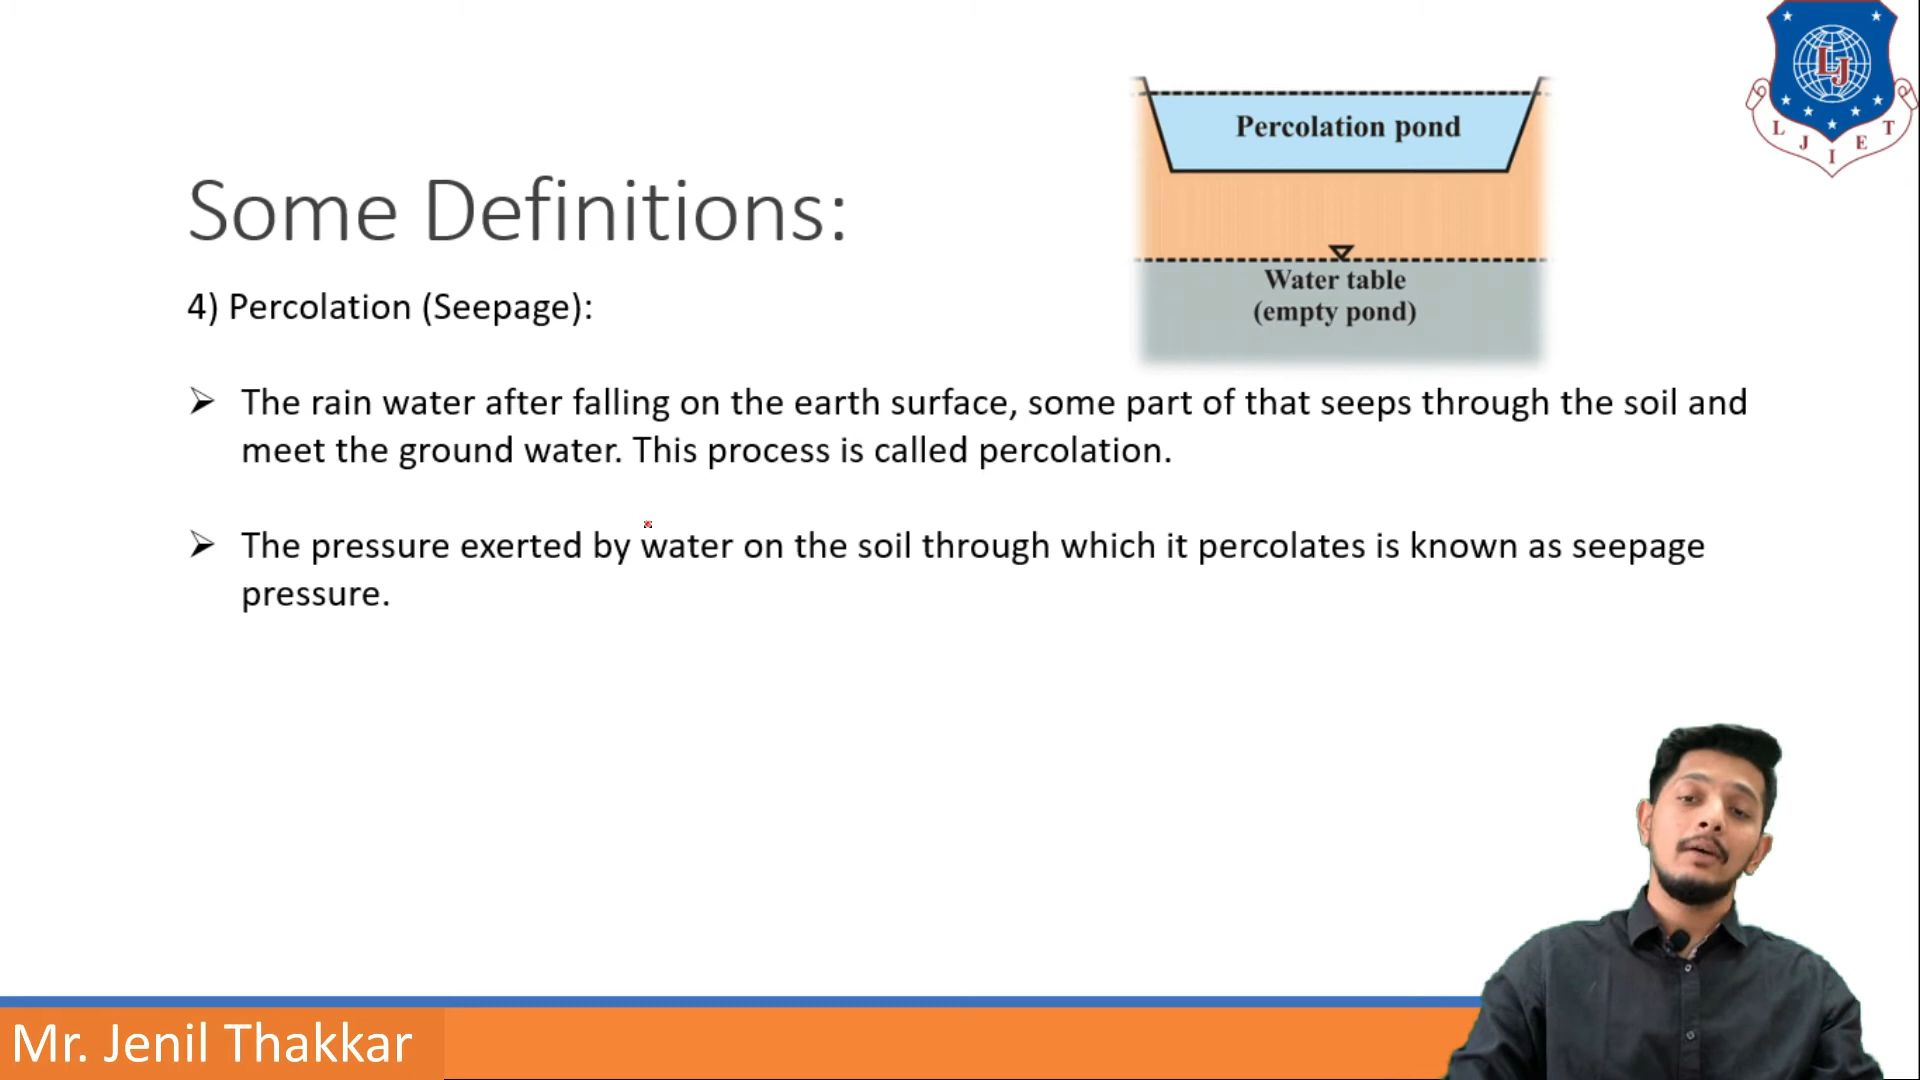 Percolation pond
LJ
L J I E T
Some Definitions:
Water table
(empty pond)
4) Percolation (Seepage):
➢ The rain water after falling on the earth surface, some part of that seeps through the soil and
meet the ground water. This process is called percolation.
➢ The pressure exerted by water on the soil through which it percolates is known as seepage
pressure.
Mr. Jenil Thakkar